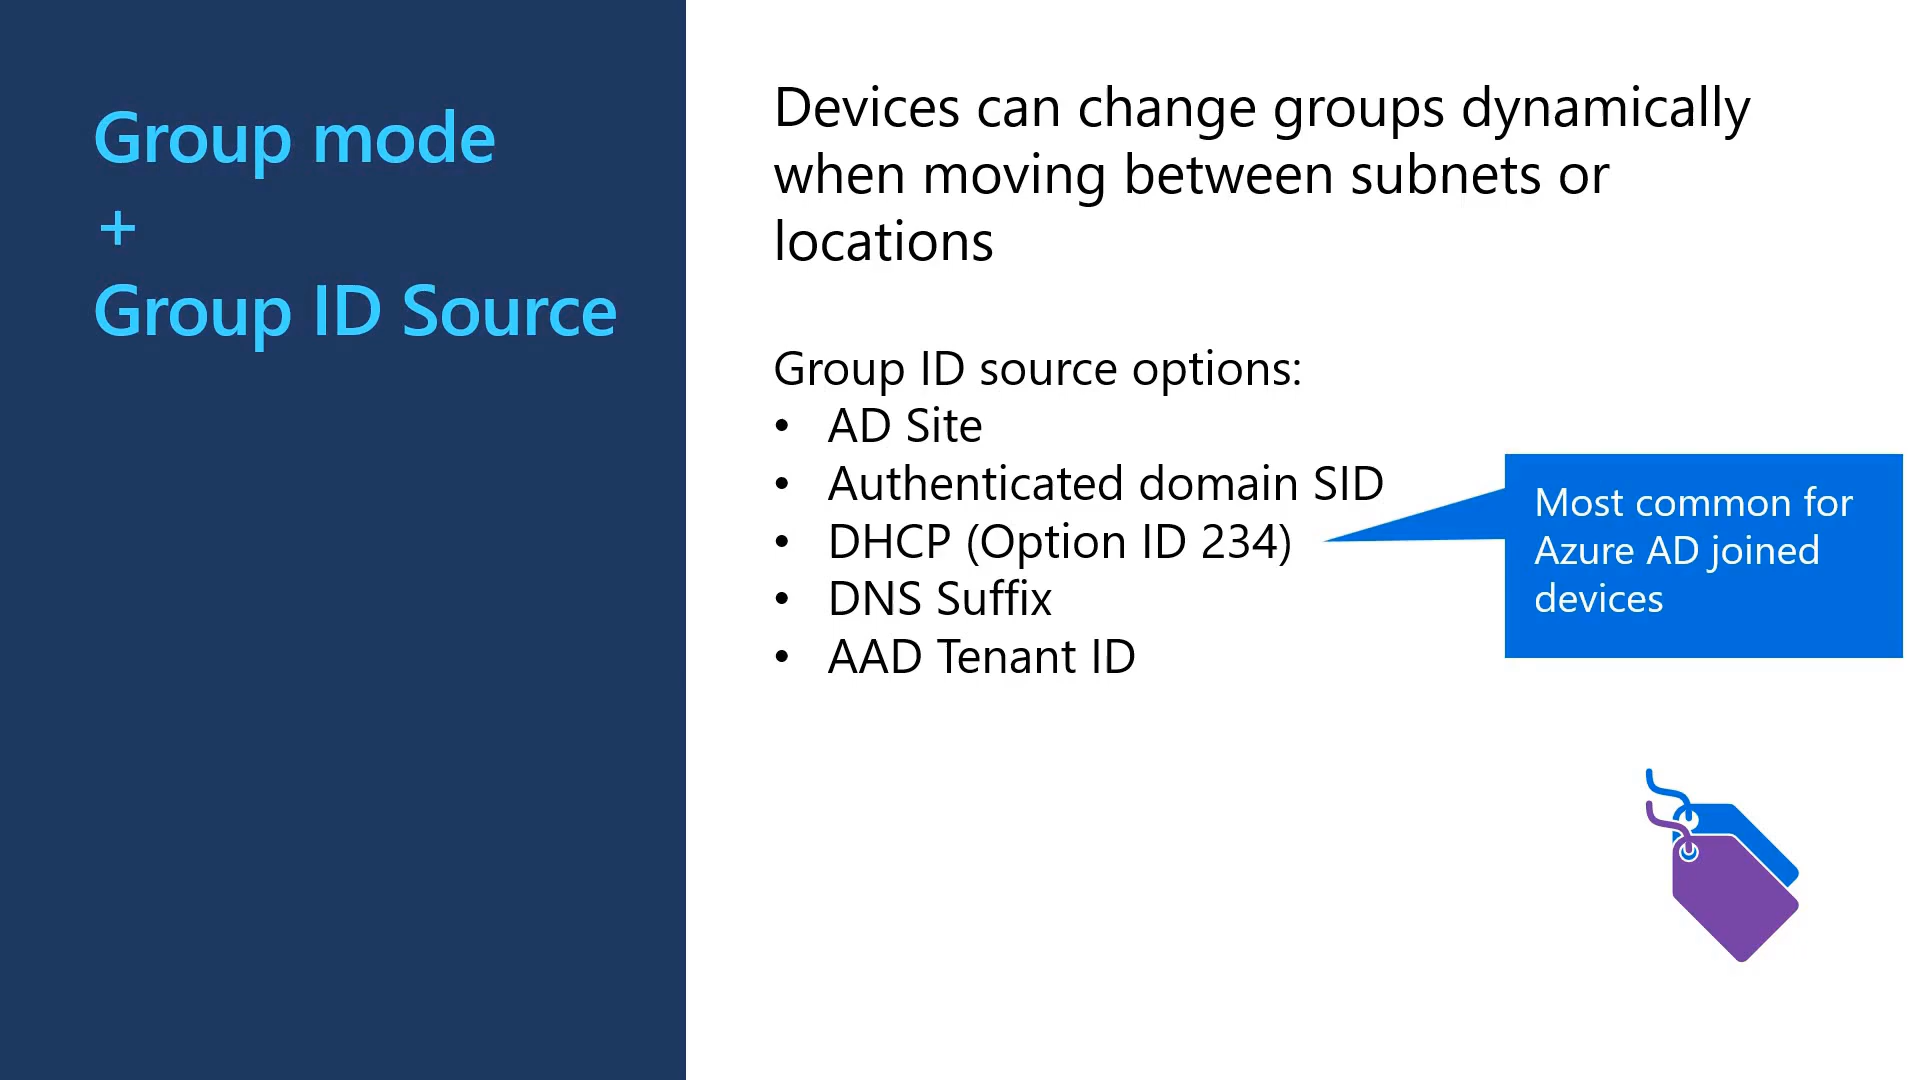 Group mode
+
Group ID Source
Devices can change groups dynamically
when moving between subnets or
locations
Group ID source options:
• AD Site
• Authenticated domain SID
• DHCP (Option ID 234)
• DNS Suffix
• AAD Tenant ID
Most common for
Azure AD joined
devices